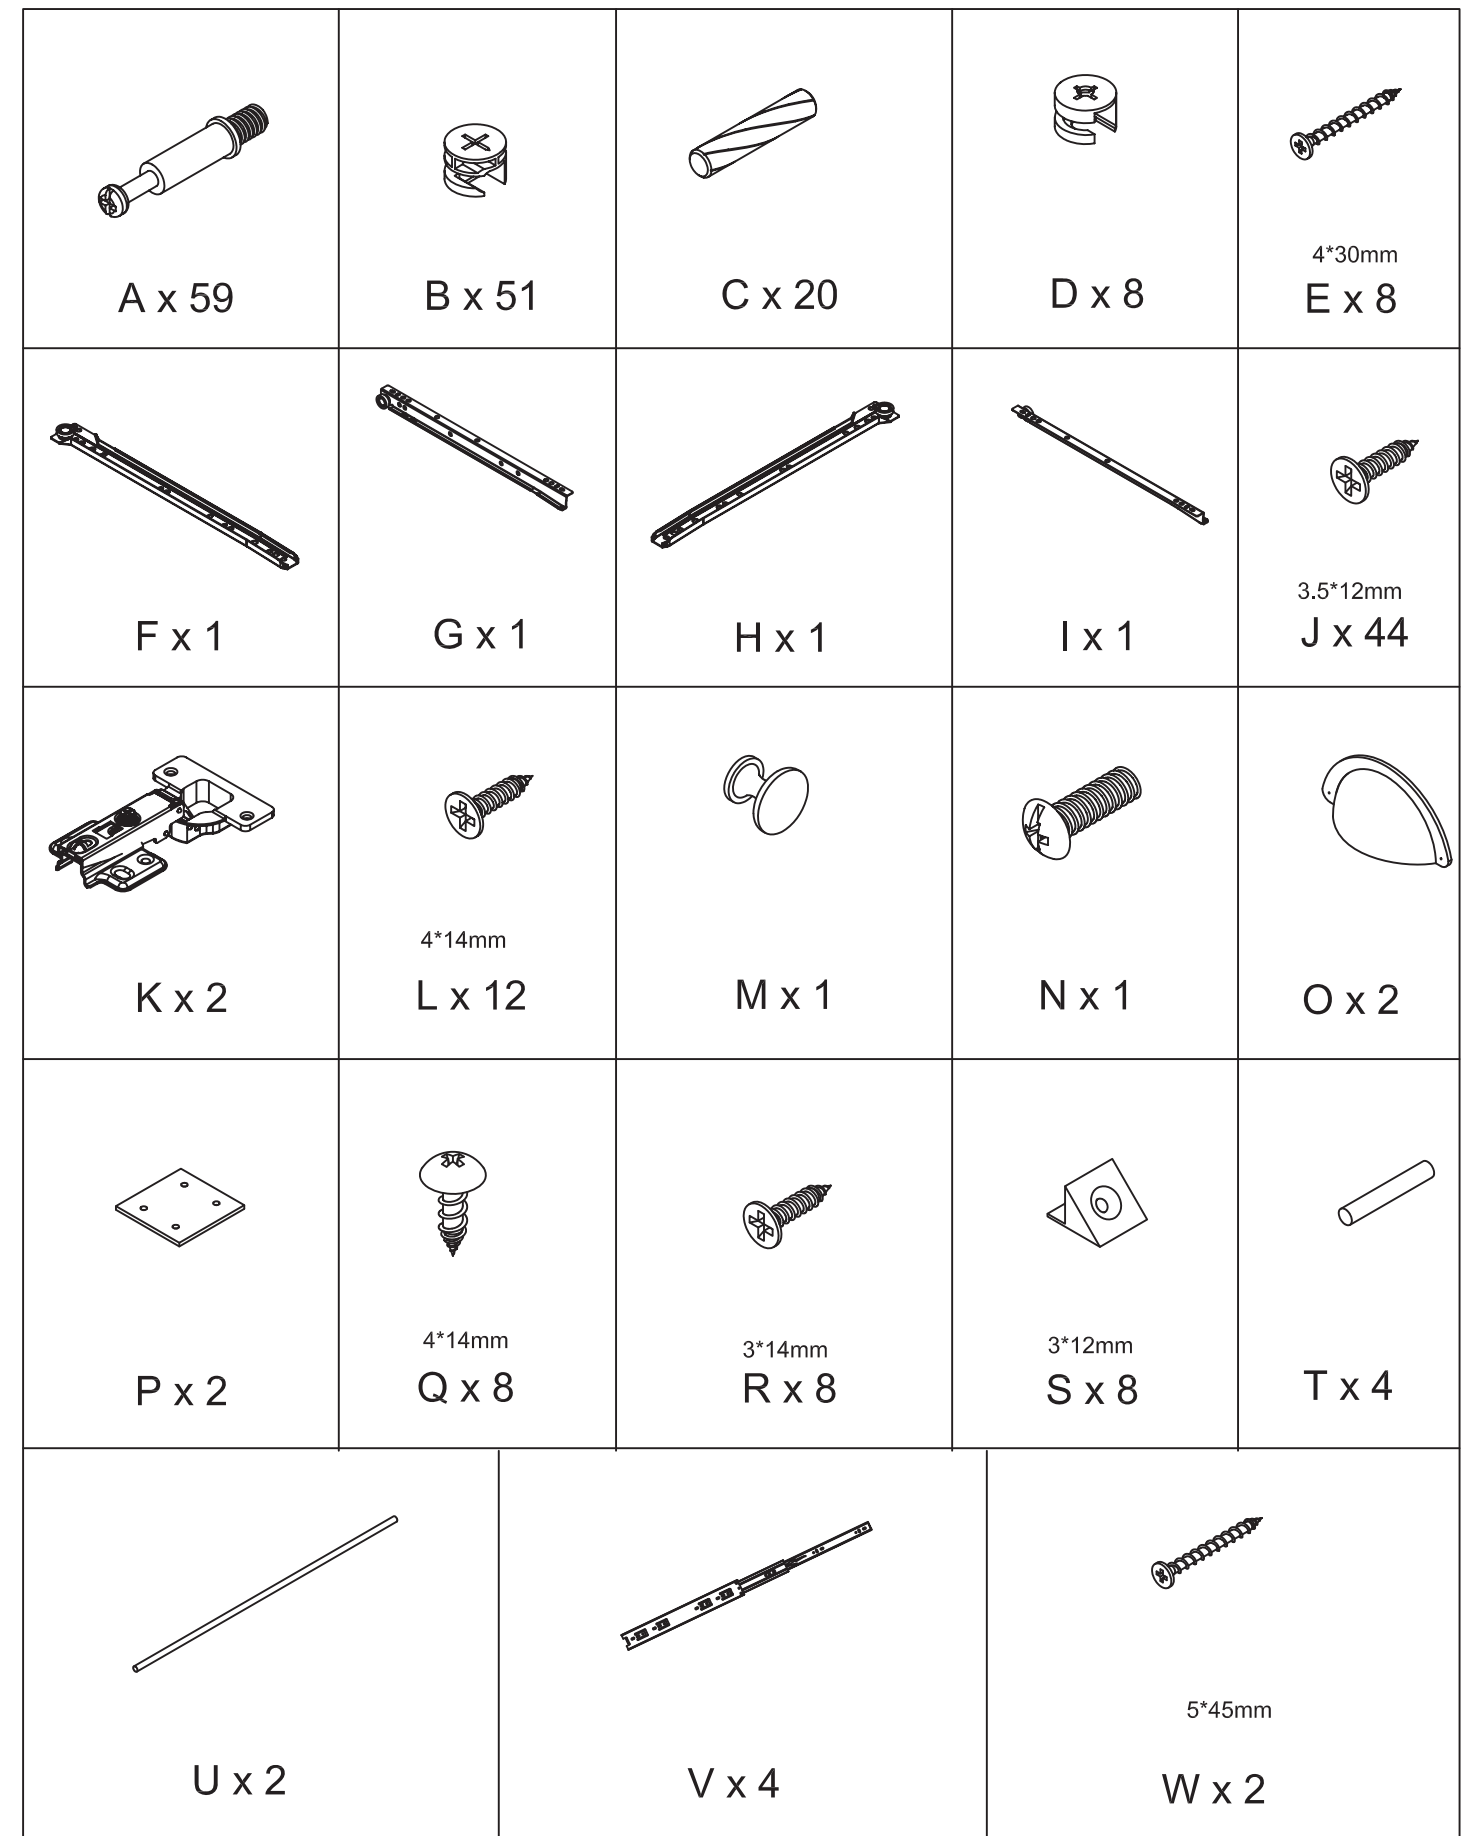 A x 59
B x 51
C x 20
D x 8
4*30mm
E x 8
F x 1
G x 1
H x 1
I x 1
3.5*12mm
J x 44
K x 2
4*14mm
L x 12
M x 1
N x 1
O x 2
P x 2
4*14mm
Q x 8
3*14mm
R x 8
3*12mm
S x 8
T x 4
U x 2
V x 4
5*45mm
W x 2